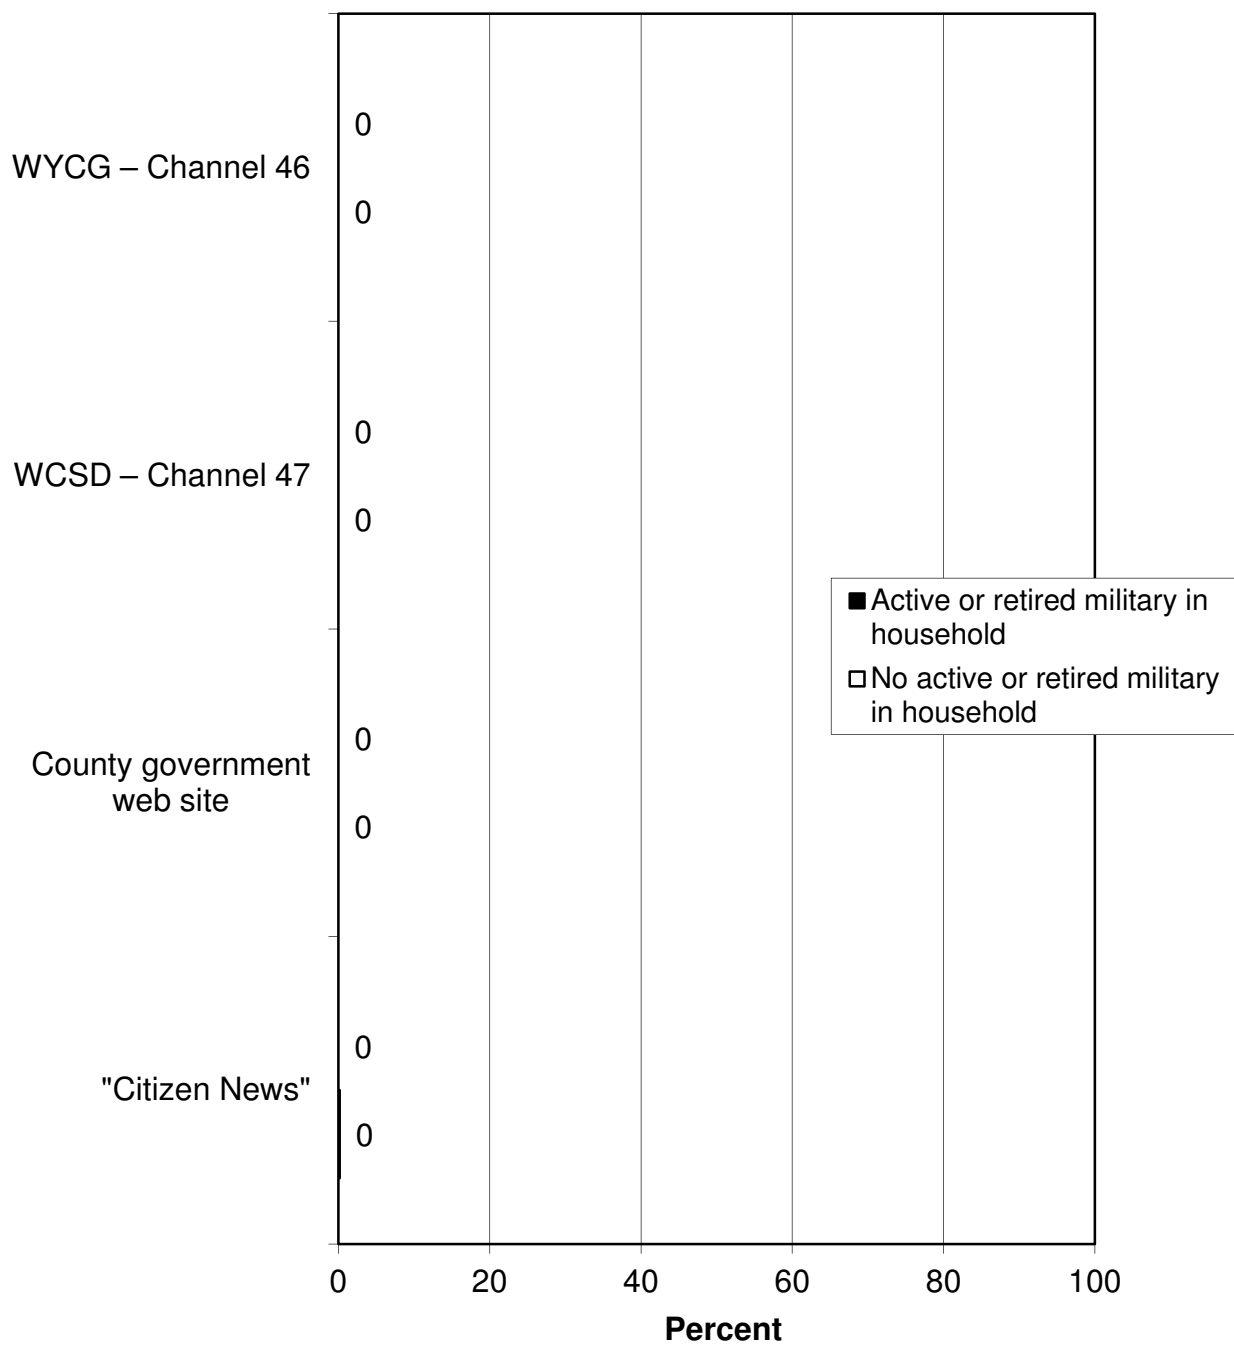 0
WYCG – Channel 46
0
0
WCSD – Channel 47
0
Active or retired military in
household
No active or retired military
in household
0
County government
web site
0
0
"Citizen News"
0
0 20 40 60 80 100
Percent